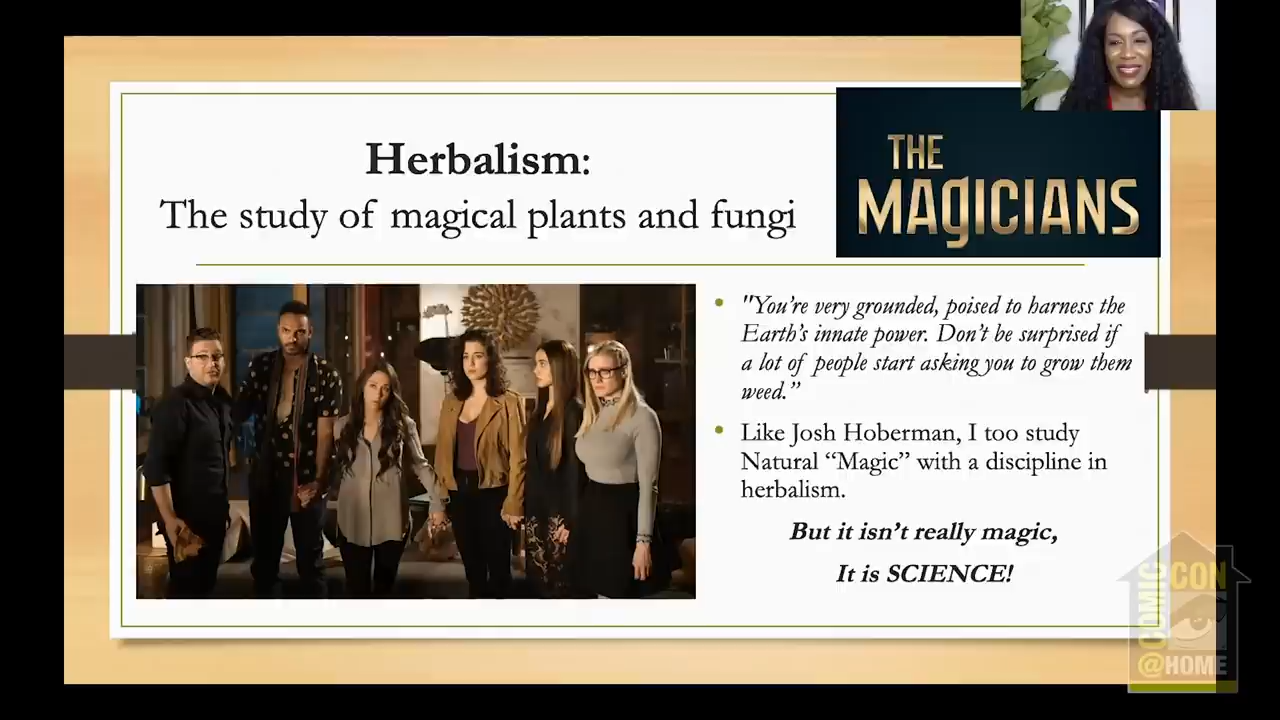 Herbalism:
The study of magical plants and fungi
THE
MAGICIANS
"You're very grounded, poised to harness the
Earth's innate power. Don't be surprised if
a lot of people start asking you to grow them
weed.”
Like Josh Hoberman, I too study
Natural “Magic” with a discipline in
herbalism.
But it isn't really magic,
It is SCIENCE!
COMIC
CON
@HOME